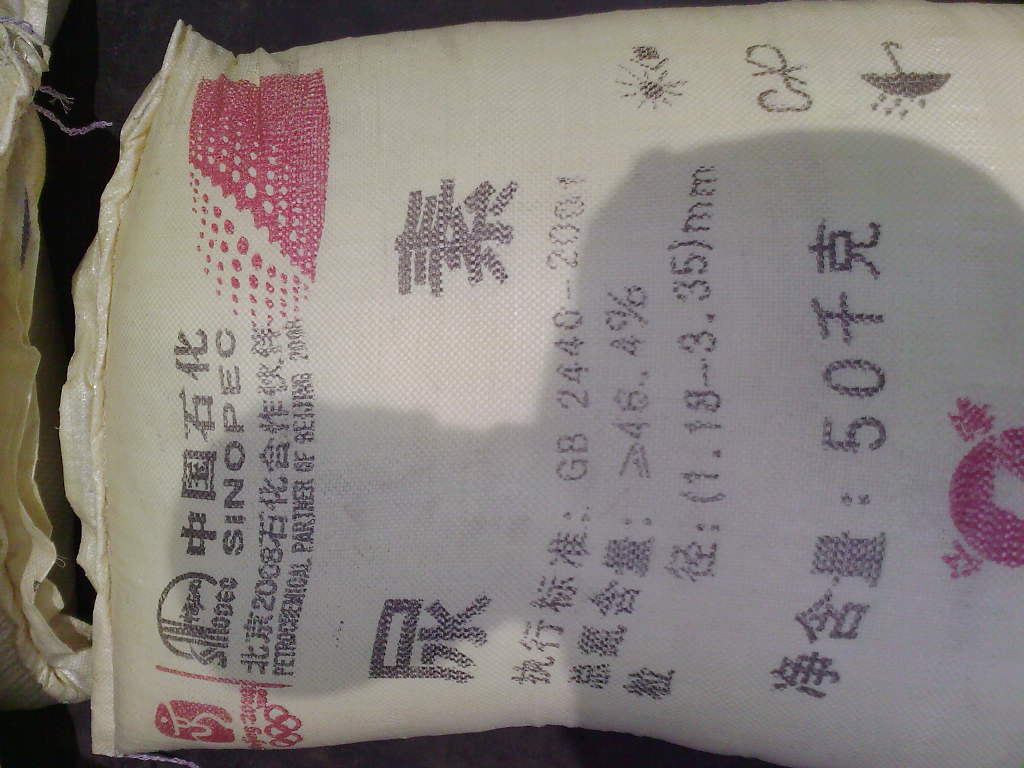 中国石化
SINOPEC
Sinopec
北京2008石化合作伙伴
PETROCHEMICAL PARTNER OF BEIJING 2008
尿 素
执行标准: GB 2440-2001
总氮含量: ≥46.4%
粒 径:(1.18-3.35)mm
净含量: 50千克